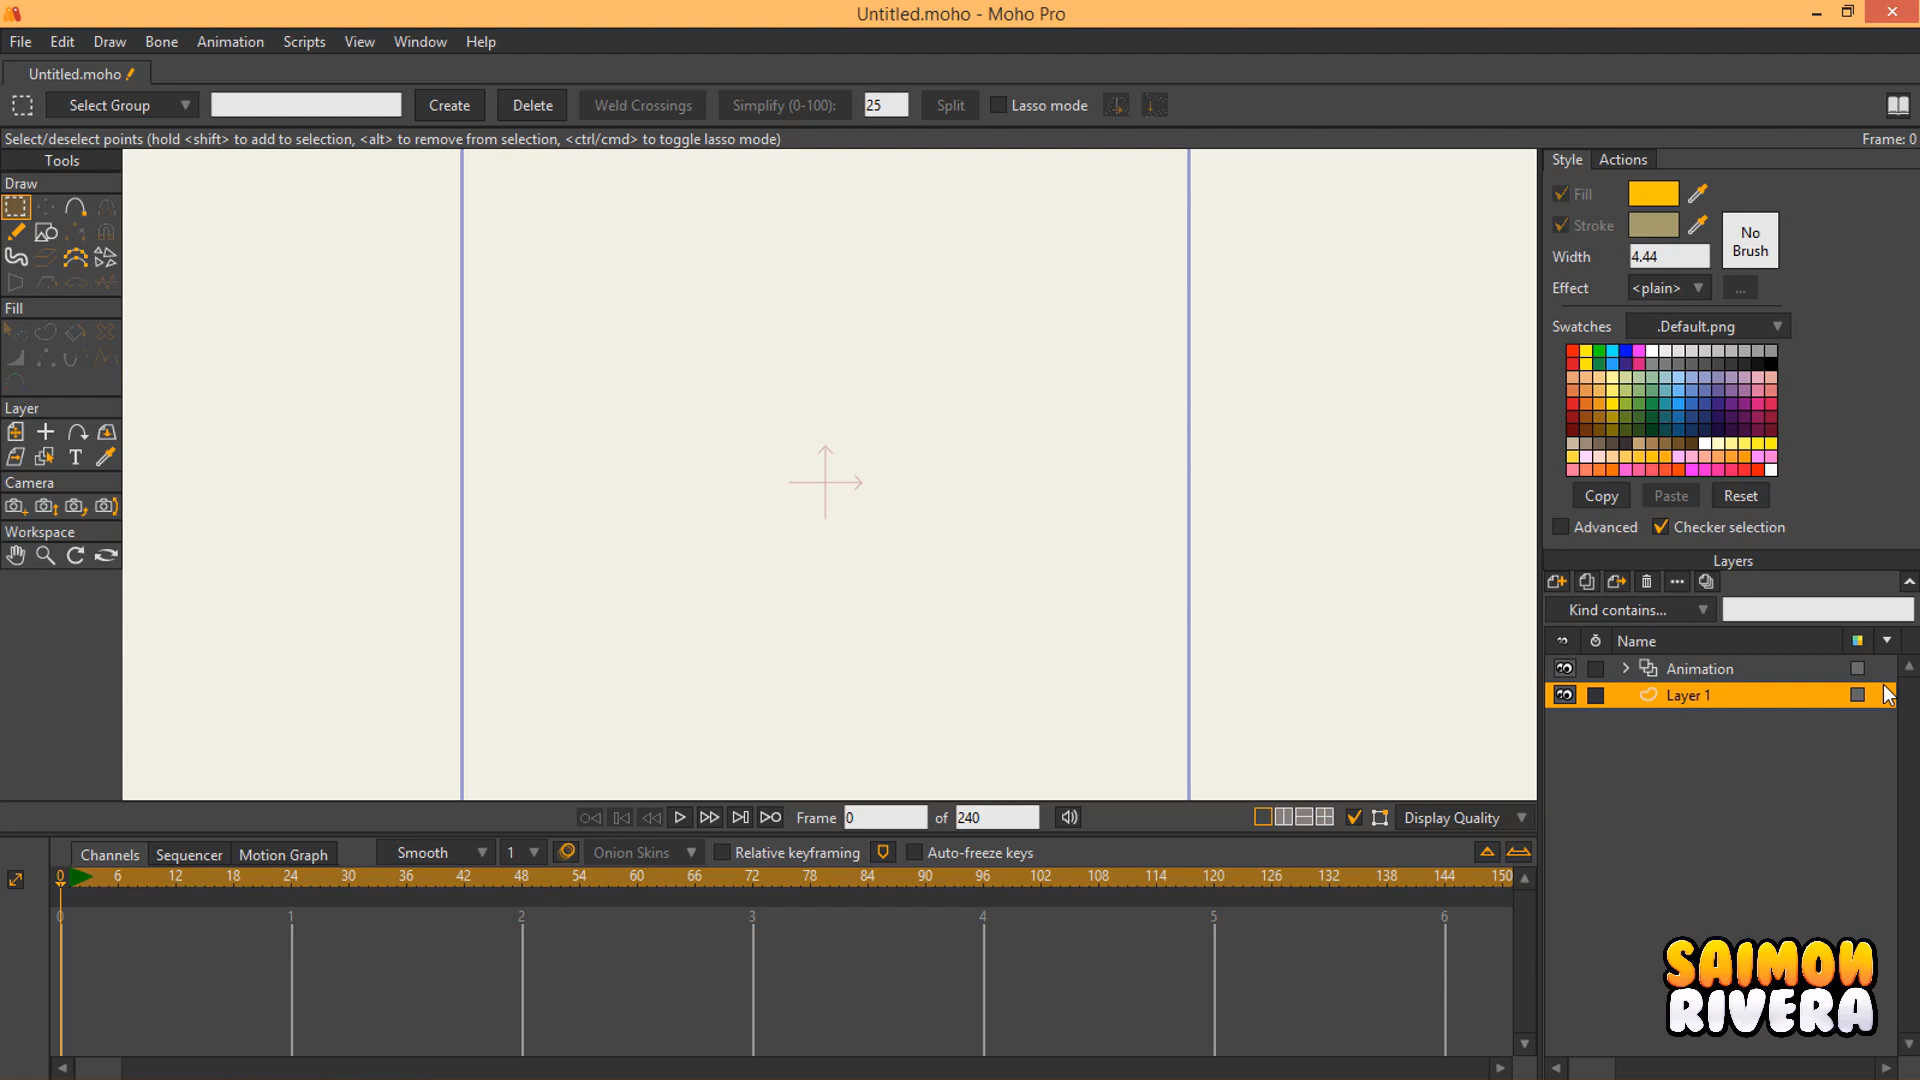 Untitled.moho - Moho Pro
File Edit Draw Bone Animation Scripts View Window Help
Untitled.moho
Select Group Create Delete Weld Crossings Simplify (0-100): 25 Split Lasso mode
Select/deselect points (hold <shift> to add to selection, <alt> to remove from selection, <ctrl/cmd> to toggle lasso mode) Frame: 0
Tools
Draw
Fill
Layer
T
Camera
Workspace
Style Actions
Fill
Stroke
No
Brush
Width 4.44
Effect <plain> ...
Swatches .Default.png
Copy Paste Reset
Advanced Checker selection
Layers
Kind contains...
Name
Animation
Layer 1
Frame 0 of 240 Display Quality
Channels Sequencer Motion Graph Smooth 1 Onion Skins Relative keyframing Auto-freeze keys
0 6 12 18 24 30 36 42 48 54 60 66 72 78 84 90 96 102 108 114 120 126 132 138 144 150
0 1 2 3 4 5 6
SAIMON
RIVERA